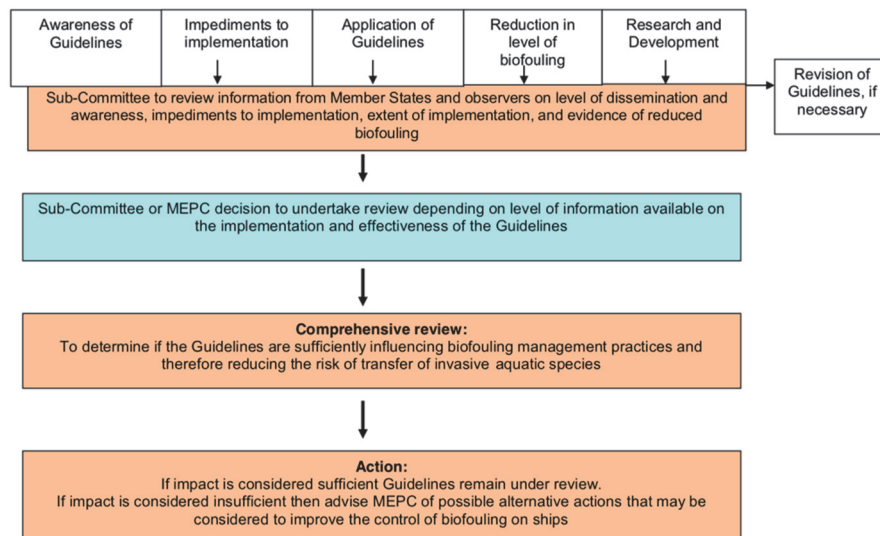 Awareness of
Guidelines
Impediments to
implementation
Application of
Guidelines
Reduction in
level of
biofouling
Research and
Development
Revision of
Guidelines, if
necessary
Sub-Committee to review information from Member States and observers on level of dissemination and
awareness, impediments to implementation, extent of implementation, and evidence of reduced
biofouling
Sub-Committee or MEPC decision to undertake review depending on level of information available on
the implementation and effectiveness of the Guidelines
Comprehensive review:
To determine if the Guidelines are sufficiently influencing biofouling management practices and
therefore reducing the risk of transfer of invasive aquatic species
Action:
If impact is considered sufficient Guidelines remain under review.
If impact is considered insufficient then advise MEPC of possible alternative actions that may be
considered to improve the control of biofouling on ships